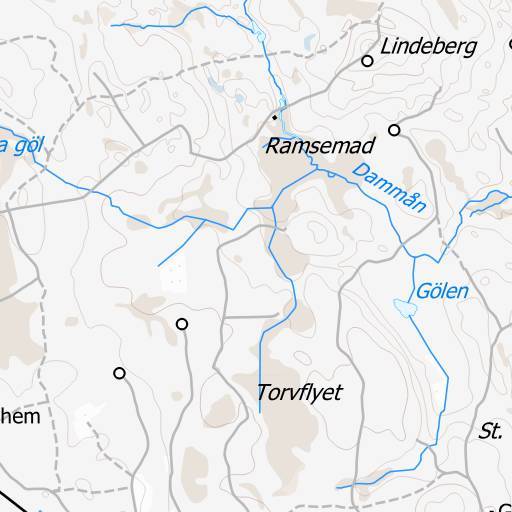 Lindeberg
a göl
Ramsemad
Dammån
Gölen
Torvflyet
hem
St.
G